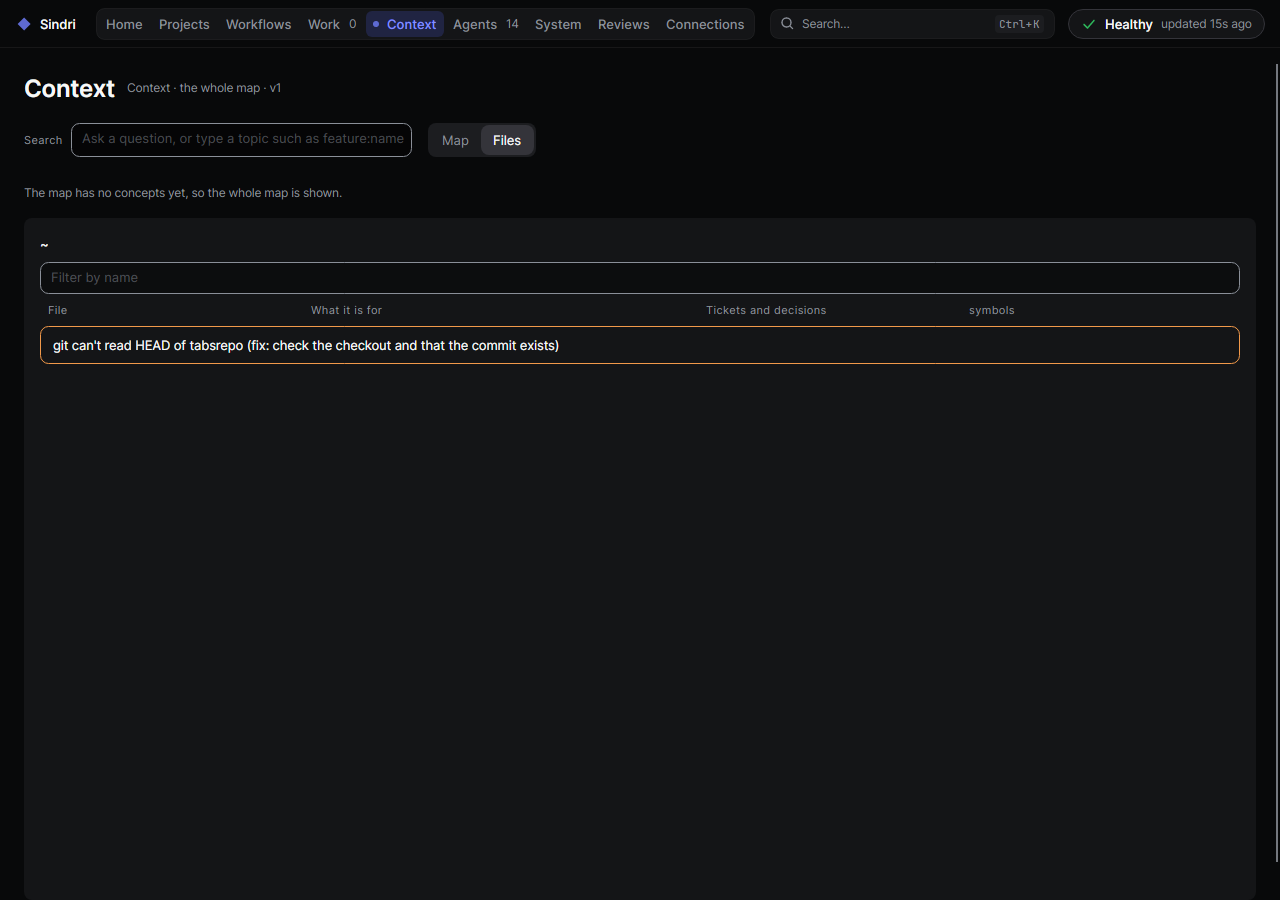 Sindri Home Projects Workflows Work 0 Context Agents 14 System Reviews Connections Search... Ctrl+K Healthy updated 15s ago
Context Context · the whole map · v1
Search Ask a question, or type a topic such as feature:name Map Files
The map has no concepts yet, so the whole map is shown.
~
Filter by name
File What it is for Tickets and decisions symbols
git can't read HEAD of tabsrepo (fix: check the checkout and that the commit exists)